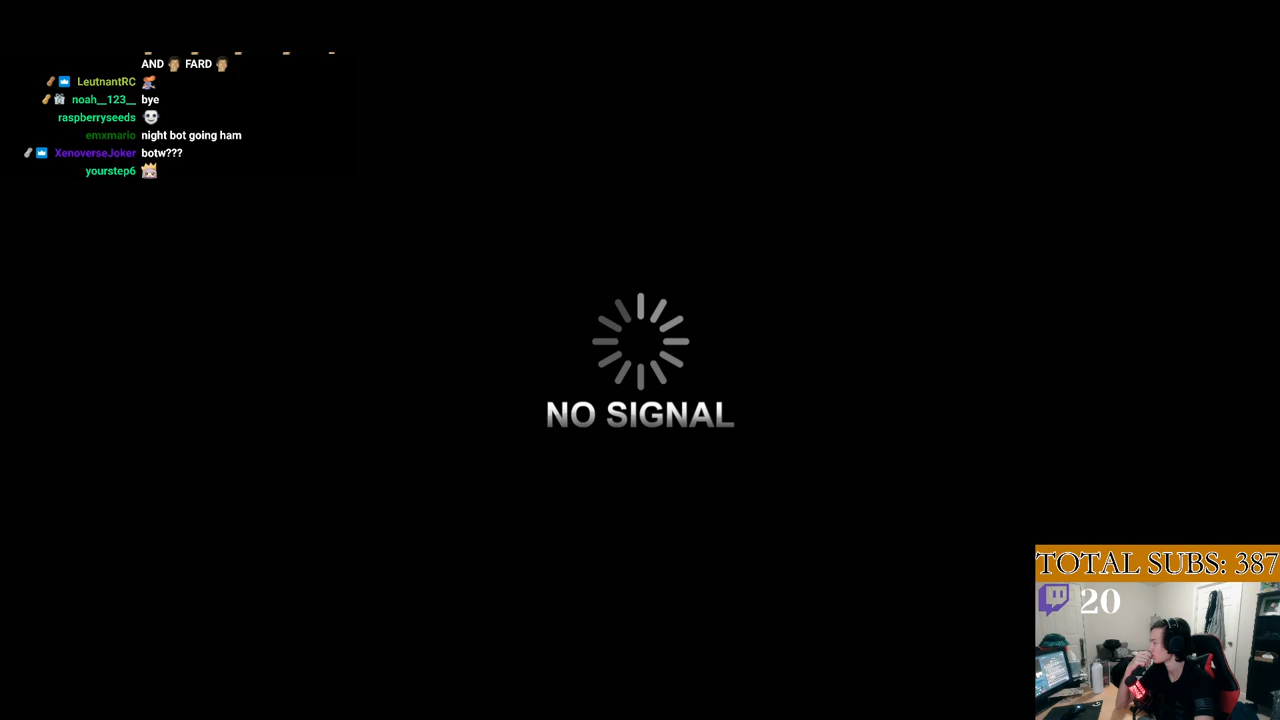 AND FARD
LeutnantRC
noah__123__ bye
raspberryseeds
emxmario night bot going ham
XenoverseJoker botw???
yourstep6
NO SIGNAL
TOTAL SUBS: 387
20